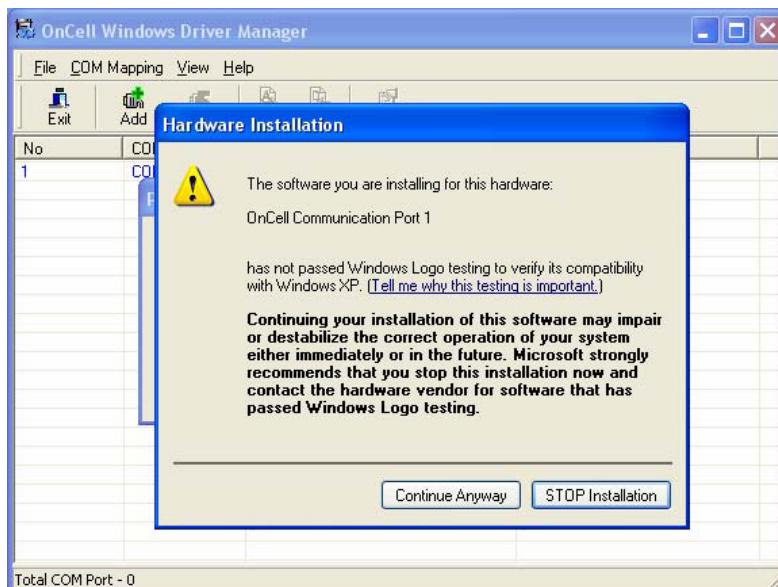 OnCell Windows Driver Manager
File COM Mapping View Help
Exit Add
Hardware Installation
No
1
The software you are installing for this hardware:
OnCell Communication Port 1
has not passed Windows Logo testing to verify its compatibility
with Windows XP. (Tell me why this testing is important.)
Continuing your installation of this software may impair
or destabilize the correct operation of your system
either immediately or in the future. Microsoft strongly
recommends that you stop this installation now and
contact the hardware vendor for software that has
passed Windows Logo testing.
Continue Anyway STOP Installation
Total COM Port - 0